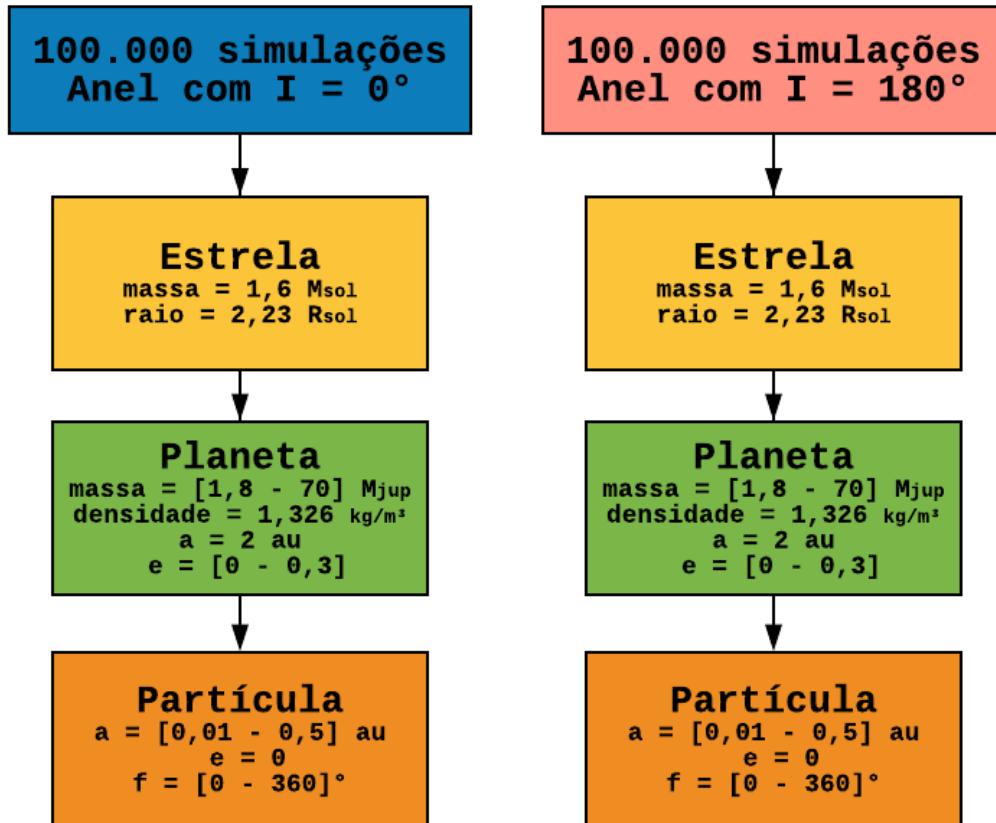 100.000 simulações
Anel com I = 0°
Estrela
massa = 1,6 Msol
raio = 2,23 Rsol
Planeta
massa = [1,8 - 70] Mjup
densidade = 1,326 kg/m³
a = 2 au
e = [0 - 0,3]
Partícula
a = [0,01 - 0,5] au
e = 0
f = [0 - 360]°
100.000 simulações
Anel com I = 180°
Estrela
massa = 1,6 Msol
raio = 2,23 Rsol
Planeta
massa = [1,8 - 70] Mjup
densidade = 1,326 kg/m³
a = 2 au
e = [0 - 0,3]
Partícula
a = [0,01 - 0,5] au
e = 0
f = [0 - 360]°